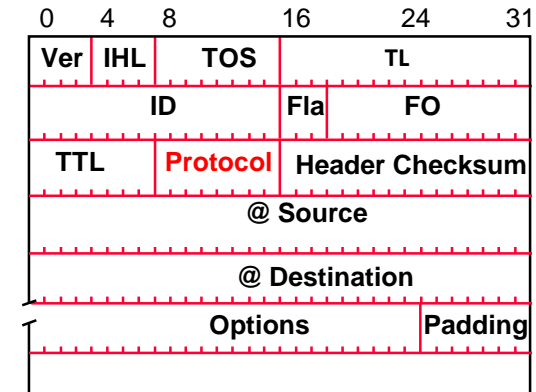 0 4 8 16 24 31
Ver IHL TOS TL
ID Fla FO
TTL Protocol Header Checksum
@ Source
@ Destination
Options Padding